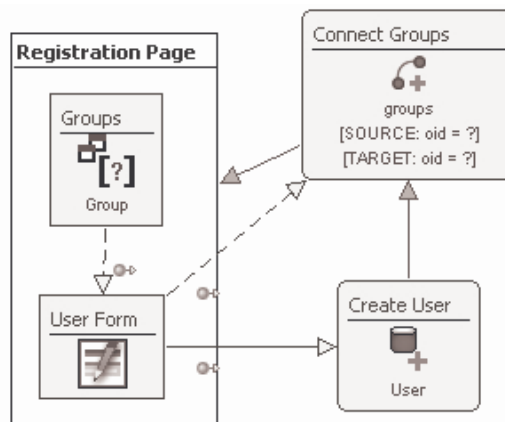 Registration Page
Groups
[?]
Group
User Form
Connect Groups
groups
[SOURCE: oid = ?]
[TARGET: oid = ?]
Create User
User